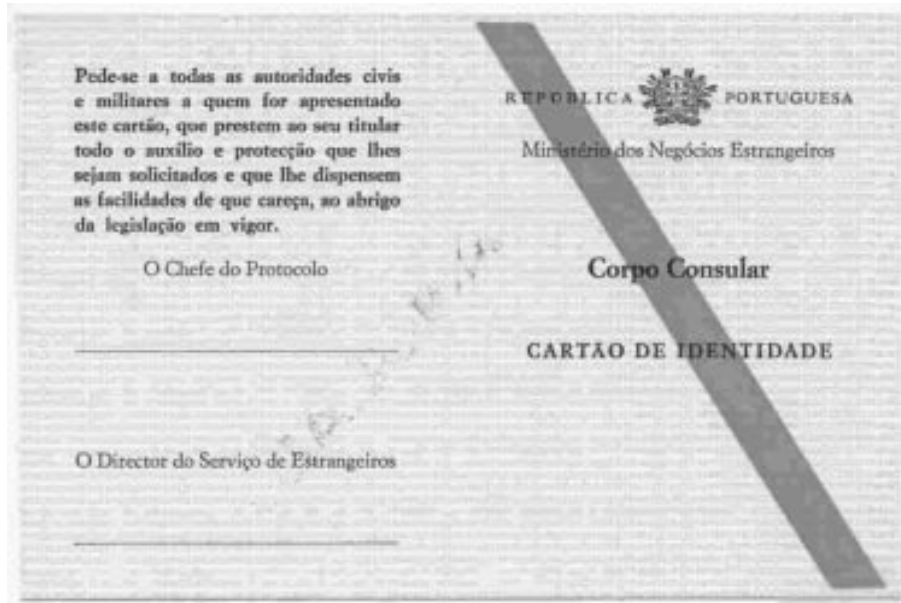 Pede-se a todas as autoridades civis
e militares a quem for apresentado
este cartão, que prestem ao seu titular
todo o auxílio e protecção que lhes
sejam solicitados e que lhe dispensem
as facilidades de que careça, ao abrigo
da legislação em vigor.
O Chefe do Protocolo
O Director do Serviço de Estrangeiros
REPÚBLICA PORTUGUESA
Ministério dos Negócios Estrangeiros
Corpo Consular
CARTÃO DE IDENTIDADE